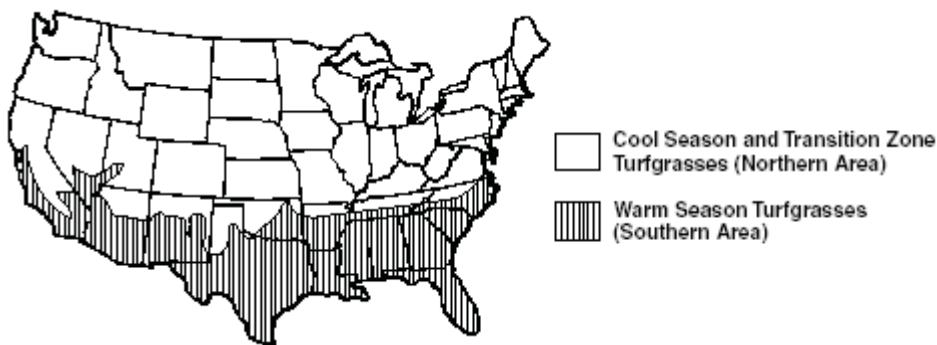 Cool Season and Transition Zone
Turfgrasses (Northern Area)
Warm Season Turfgrasses
(Southern Area)